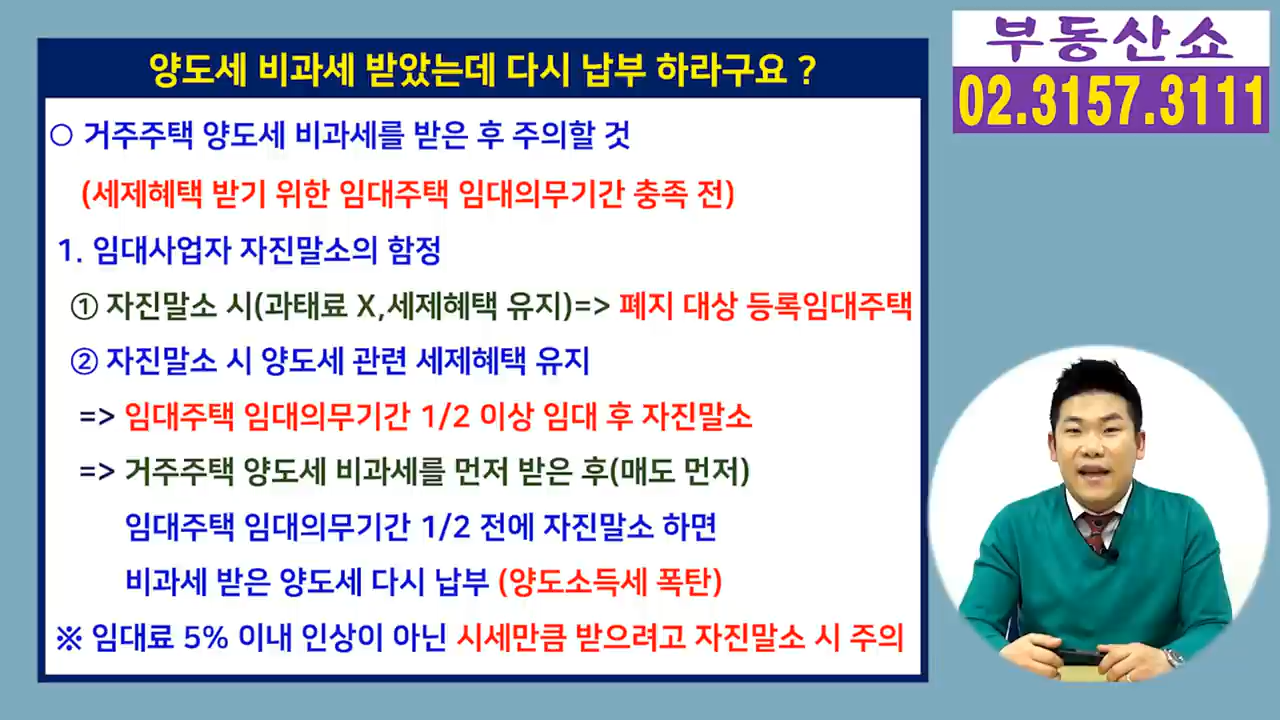 양도세 비과세 받았는데 다시 납부 하라구요 ?
부동산쇼
02.3157.3111
○ 거주주택 양도세 비과세를 받은 후 주의할 것
(세제혜택 받기 위한 임대주택 임대의무기간 충족 전)
1. 임대사업자 자진말소의 함정
① 자진말소 시(과태료 X,세제혜택 유지)=> 폐지 대상 등록임대주택
② 자진말소 시 양도세 관련 세제혜택 유지
=> 임대주택 임대의무기간 1/2 이상 임대 후 자진말소
=> 거주주택 양도세 비과세를 먼저 받은 후(매도 먼저)
임대주택 임대의무기간 1/2 전에 자진말소 하면
비과세 받은 양도세 다시 납부 (양도소득세 폭탄)
※ 임대료 5% 이내 인상이 아닌 시세만큼 받으려고 자진말소 시 주의